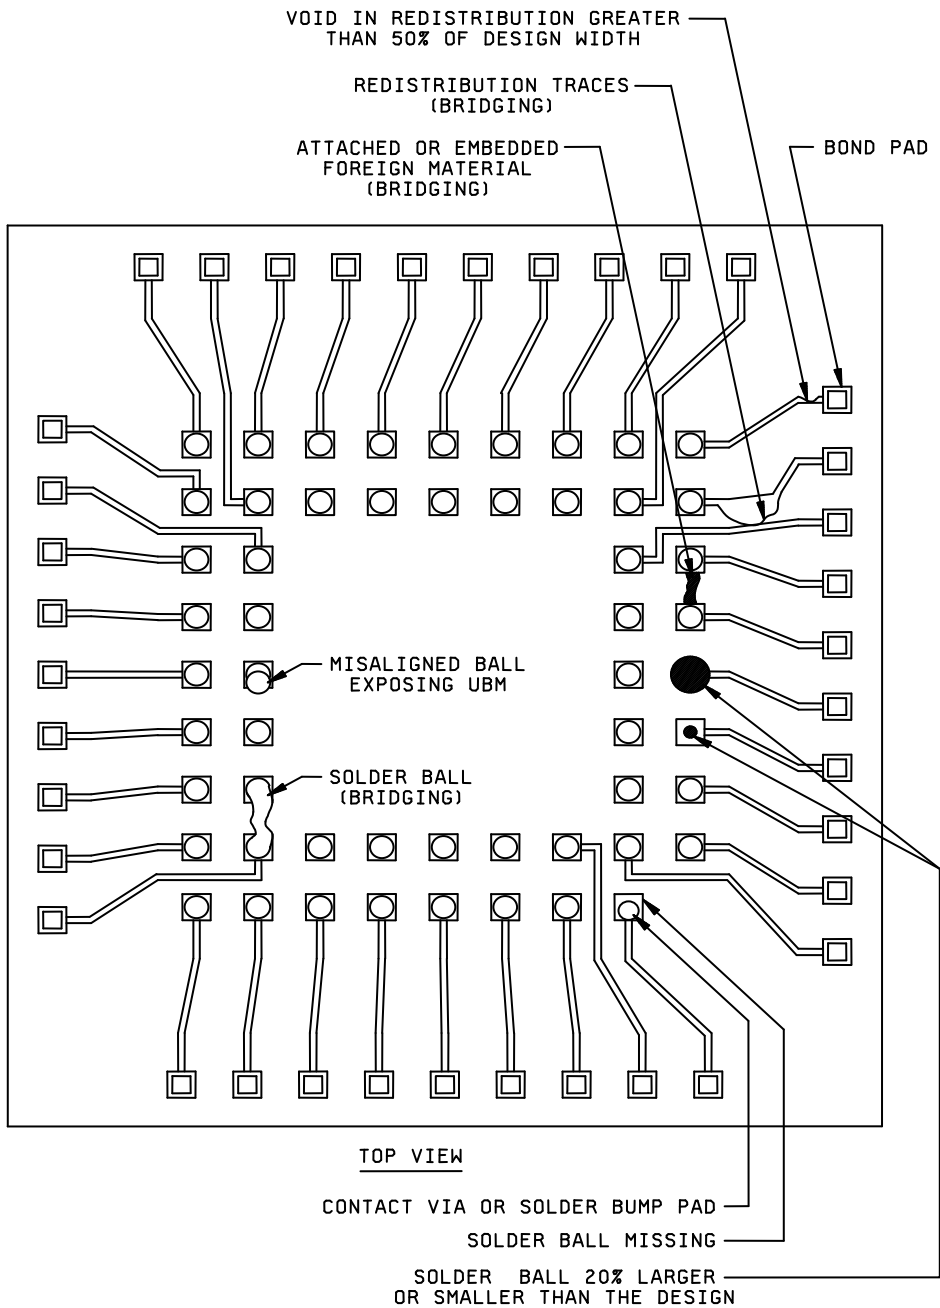 VOID IN REDISTRIBUTION GREATER
THAN 50% OF DESIGN WIDTH
REDISTRIBUTION TRACES
(BRIDGING)
ATTACHED OR EMBEDDED
FOREIGN MATERIAL
(BRIDGING)
BOND PAD
MISALIGNED BALL
EXPOSING UBM
SOLDER BALL
(BRIDGING)
TOP VIEW
CONTACT VIA OR SOLDER BUMP PAD
SOLDER BALL MISSING
SOLDER BALL 20% LARGER
OR SMALLER THAN THE DESIGN